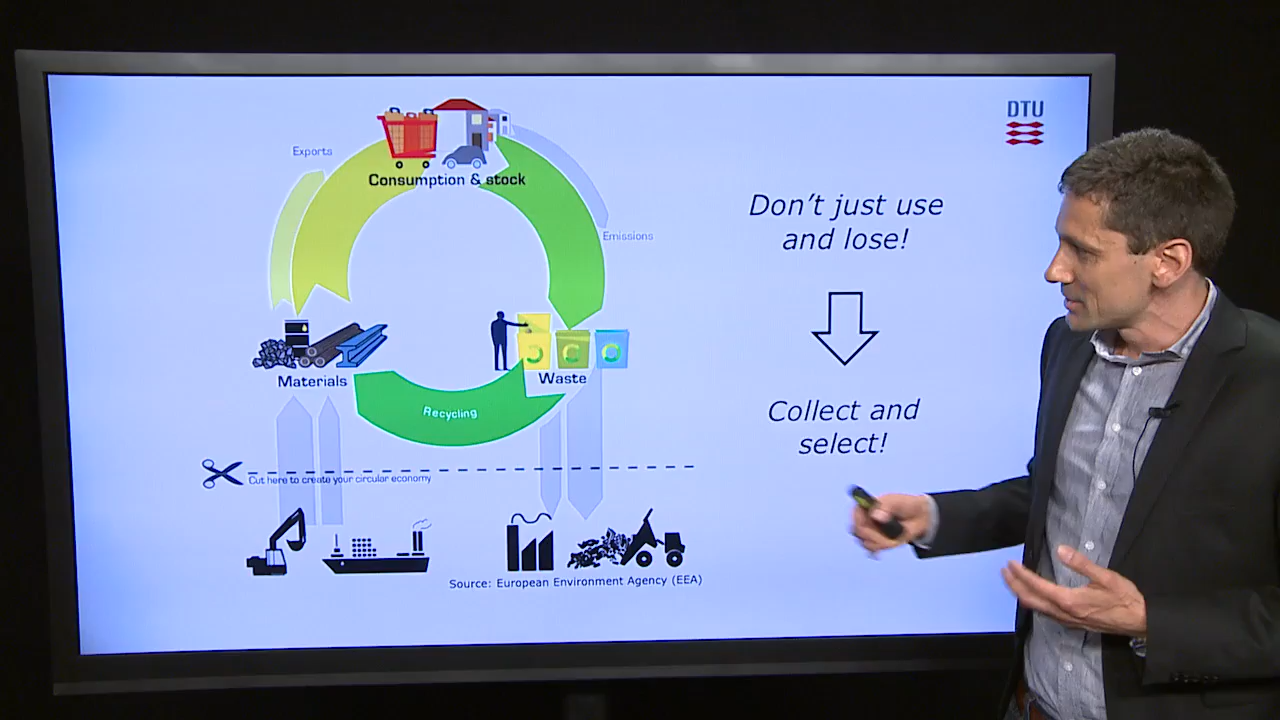 DTU
Exports
Consumption & stock
Emissions
Don't just use
and lose!
Materials
Waste
Recycling
Collect and
select!
Cut here to create your circular economy
Source: European Environment Agency (EEA)